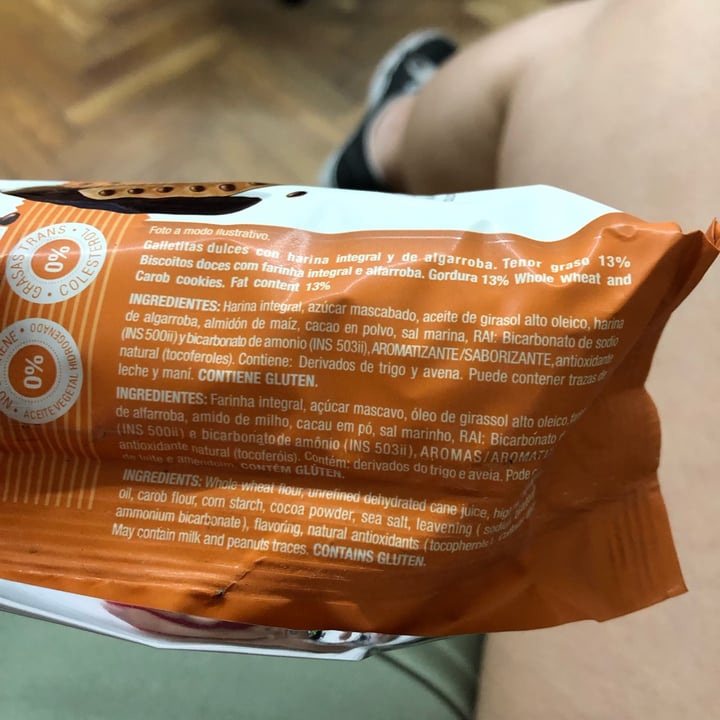 GRASAS TRANS • COLESTEROL •
0%
ACEITE VEGETAL HIDROGENADO
0%
Foto a modo ilustrativo.
Galletitas dulces con harina integral y de algarroba. Tenor graso 13%
Biscoitos doces com farinha integral e alfarroba. Gordura 13% Whole wheat and
Carob cookies. Fat content 13%
INGREDIENTES: Harina integral, azúcar mascabado, aceite de girasol alto oleico, harina
de algarroba, almidón de maíz, cacao en polvo, sal marina, RAI: Bicarbonato de sodio
(INS 500ii) y bicarbonato de amonio (INS 503ii), AROMATIZANTE/SABORIZANTE, antioxidante
natural (tocoferoles). Contiene: Derivados de trigo y avena. Puede contener trazas de
leche y maní. CONTIENE GLUTEN.
INGREDIENTES: Farinha integral, açúcar mascavo, óleo de girassol alto oleico,
de alfarroba, amido de milho, cacau em pó, sal marinho, RAI: Bicarbonato
(INS 500ii) e bicarbonato de amônio (INS 503ii), AROMAS/
antioxidante natural (tocoferóis). Contém: derivados do trigo e aveia. Pode
de leite e amendoim. CONTÉM GLÚTEN.
INGREDIENTS: Whole wheat flour, unrefined dehydrated cane juice,
oil, carob flour, corn starch, cocoa powder, sea salt, leavening (
ammonium bicarbonate), flavoring, natural antioxidants (tocopherols).
May contain milk and peanuts traces. CONTAINS GLUTEN.